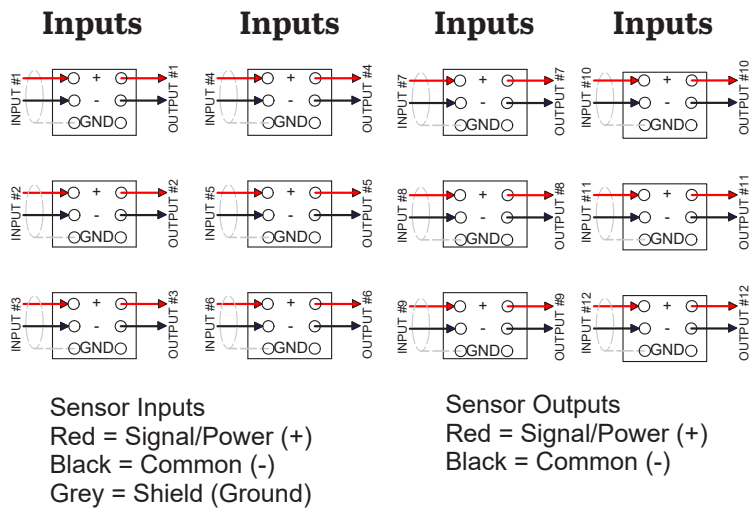 Inputs Inputs Inputs Inputs
INPUT #1 + - GND OUTPUT #1
INPUT #4 + - GND OUTPUT #4
INPUT #7 + - GND OUTPUT #7
INPUT #10 + - GND OUTPUT #10
INPUT #2 + - GND OUTPUT #2
INPUT #5 + - GND OUTPUT #5
INPUT #8 + - GND OUTPUT #8
INPUT #11 + - GND OUTPUT #11
INPUT #3 + - GND OUTPUT #3
INPUT #6 + - GND OUTPUT #6
INPUT #9 + - GND OUTPUT #9
INPUT #12 + - GND OUTPUT #12
Sensor Inputs
Red = Signal/Power (+)
Black = Common (-)
Grey = Shield (Ground)
Sensor Outputs
Red = Signal/Power (+)
Black = Common (-)